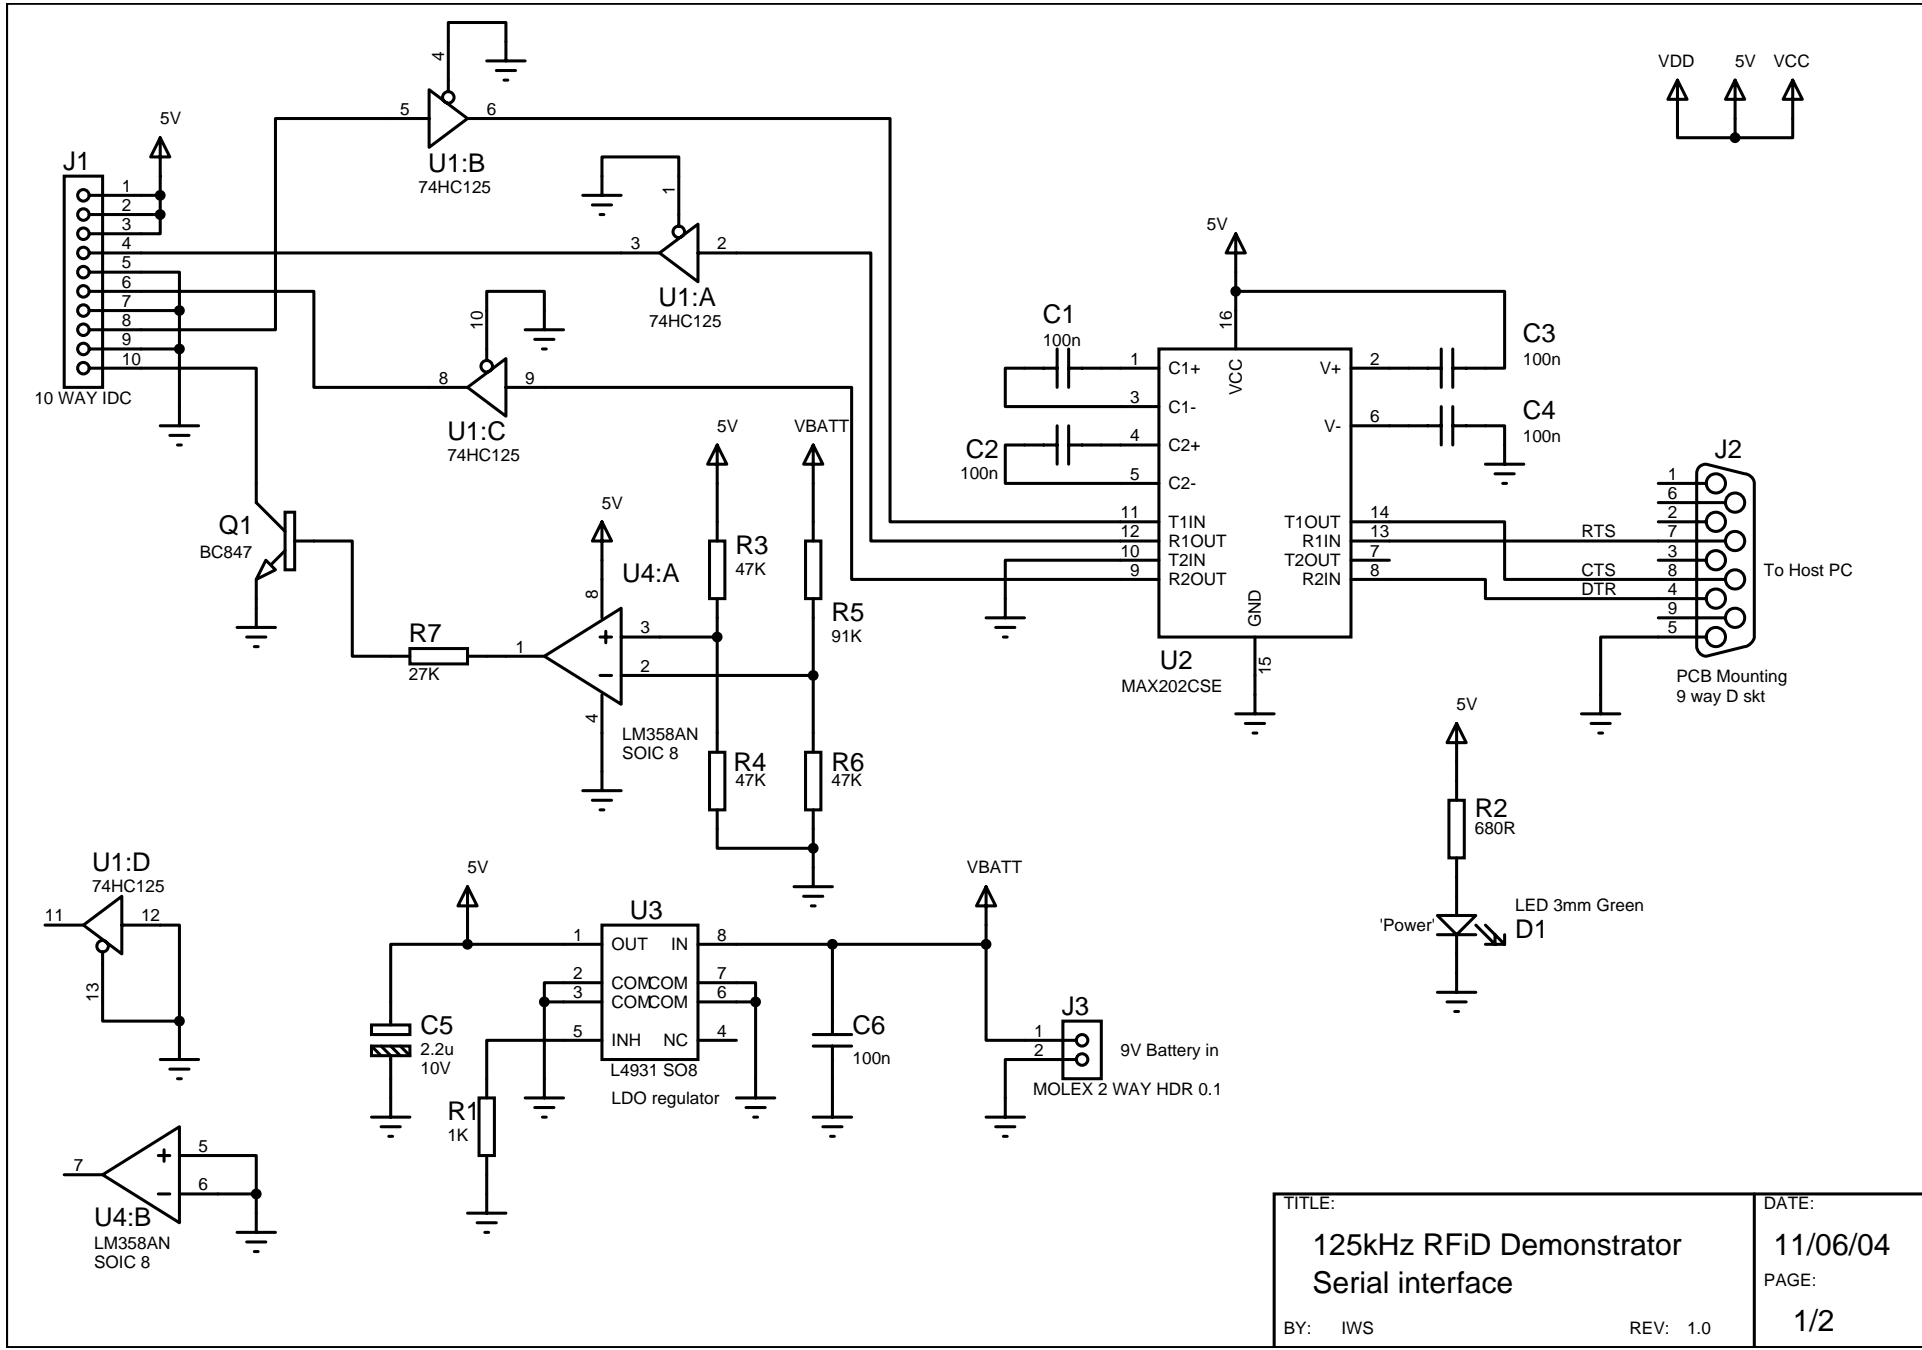 4
5
6
U1:B
74HC125
VDD
5V
VCC
5V
J1
1
2
3
4
5
6
7
8
9
10
10 WAY IDC
1
3
2
U1:A
74HC125
10
8
9
U1:C
74HC125
5V
16
C1
100n
C2
100n
1
3
4
5
11
12
10
9
C1+
C1-
C2+
C2-
T1IN
R1OUT
T2IN
R2OUT
VCC
GND
V+
V-
T1OUT
R1IN
T2OUT
R2IN
2
6
14
13
7
8
15
U2
MAX202CSE
C3
100n
C4
100n
RTS
CTS
DTR
J2
1
6
2
7
3
8
4
9
5
To Host PC
PCB Mounting
9 way D skt
Q1
BC847
R7
27K
5V
U4:A
8
+
3
-
2
1
4
LM358AN
SOIC 8
5V
VBATT
R3
47K
R5
91K
R4
47K
R6
47K
5V
R2
680R
'Power'
LED 3mm Green
D1
U1:D
74HC125
11
12
13
5V
VBATT
U3
1
OUT
IN
8
2
COM
COM
7
3
COM
COM
6
5
INH
NC
4
L4931 SO8
LDO regulator
C5
2.2u
10V
R1
1K
C6
100n
J3
1
2
9V Battery in
MOLEX 2 WAY HDR 0.1
7
+
5
-
6
U4:B
LM358AN
SOIC 8
TITLE:
125kHz RFiD Demonstrator
Serial interface
BY: IWS
REV: 1.0
DATE:
11/06/04
PAGE:
1/2